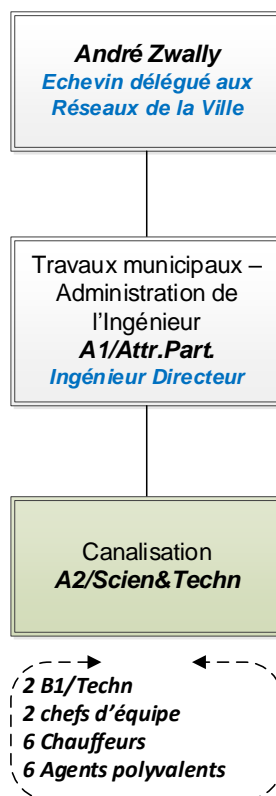 André Zwally
Echevin délégué aux
Réseaux de la Ville
Travaux municipaux –
Administration de
l’Ingénieur
A1/Attr.Part.
Ingénieur Directeur
Canalisation
A2/Scien&Techn
2 B1/Techn
2 chefs d’équipe
6 Chauffeurs
6 Agents polyvalents